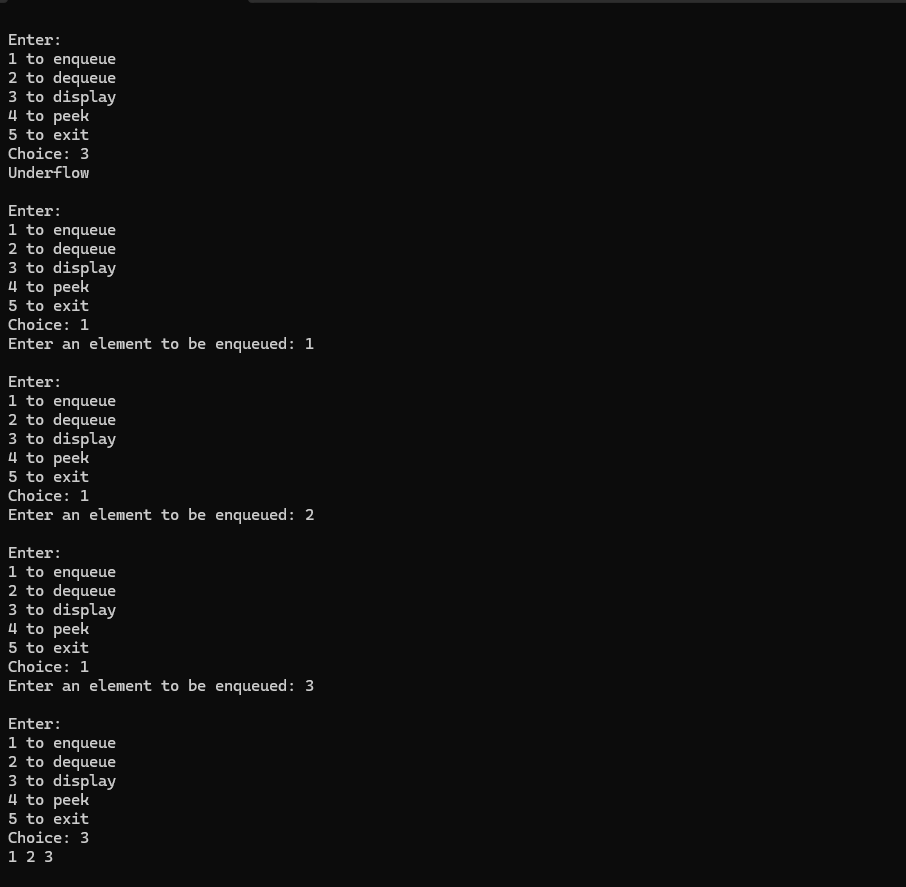 Enter:
1 to enqueue
2 to dequeue
3 to display
4 to peek
5 to exit
Choice: 3
Underflow
Enter:
1 to enqueue
2 to dequeue
3 to display
4 to peek
5 to exit
Choice: 1
Enter an element to be enqueued: 1
Enter:
1 to enqueue
2 to dequeue
3 to display
4 to peek
5 to exit
Choice: 1
Enter an element to be enqueued: 2
Enter:
1 to enqueue
2 to dequeue
3 to display
4 to peek
5 to exit
Choice: 1
Enter an element to be enqueued: 3
Enter:
1 to enqueue
2 to dequeue
3 to display
4 to peek
5 to exit
Choice: 3
1 2 3